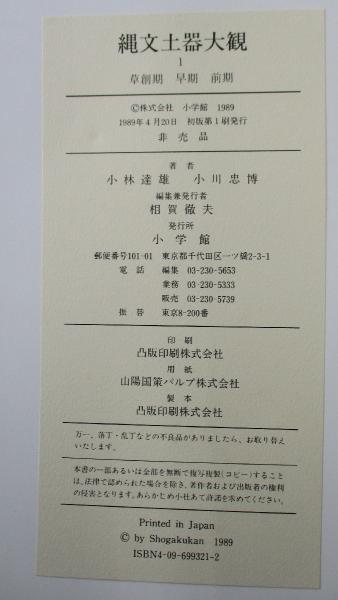 縄文土器大観
1
草創期 早期 前期
©株式会社 小学館 1989
1989年4月20日 初版第1刷発行
非売品
著者
小林達雄 小川忠博
編集兼発行者
相賀徹夫
発行所
小学館
郵便番号101-01 東京都千代田区一ツ橋2-3-1
電話 編集 03-230-5653
業務 03-230-5333
販売 03-230-5739
振替 東京8-200番
印刷
凸版印刷株式会社
用紙
山陽国策パルプ株式会社
製本
凸版印刷株式会社
万一、落丁・乱丁などの不良品がありましたら、お取り替え
いたします。
本書の一部あるいは全部を無断で複写複製(コピー)すること
は、法律で認められた場合を除き、著作者および出版者の権利
の侵害となります。あらかじめ小社あて許諾を求めてください。
Printed in Japan
© by Shogakukan 1989
ISBN4-09-699321-2